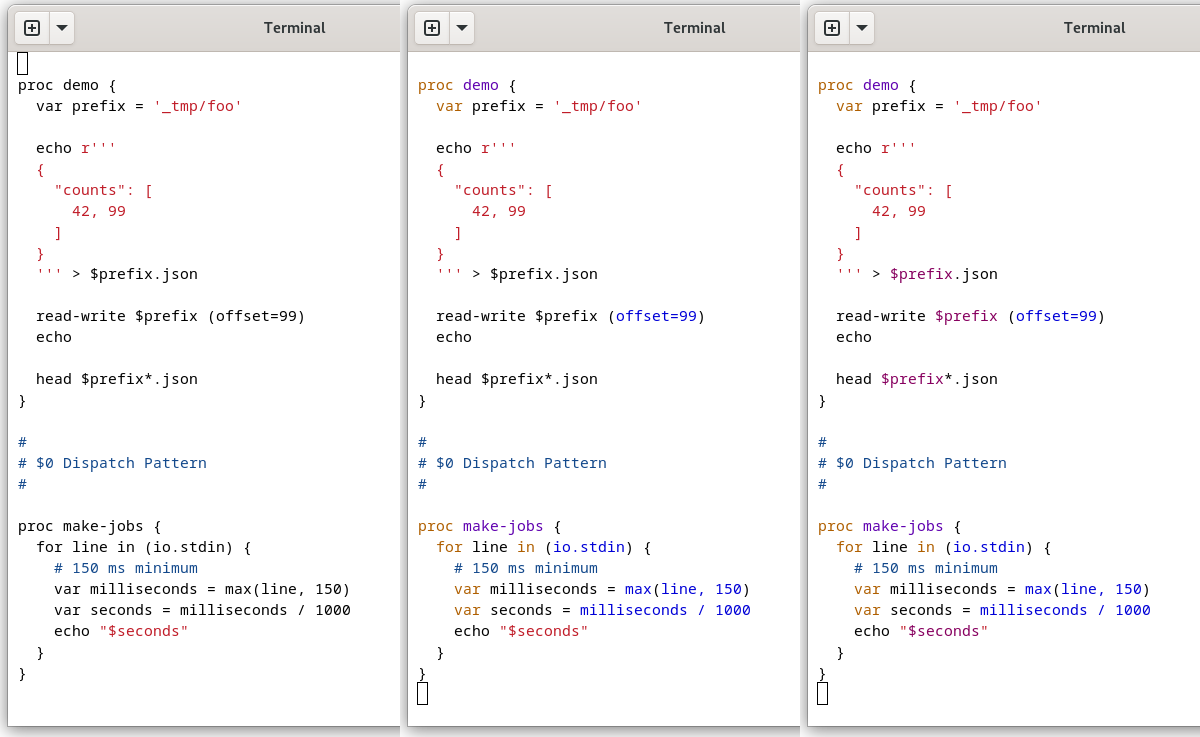 Terminal
proc demo {
  var prefix = '_tmp/foo'

  echo r'''
  {
    "counts": [
      42, 99
    ]
  }
  ''' > $prefix.json

  read-write $prefix (offset=99)
  echo

  head $prefix*.json
}

#
# $0 Dispatch Pattern
#

proc make-jobs {
  for line in (io.stdin) {
    # 150 ms minimum
    var milliseconds = max(line, 150)
    var seconds = milliseconds / 1000
    echo "$seconds"
  }
}
Terminal
proc demo {
  var prefix = '_tmp/foo'

  echo r'''
  {
    "counts": [
      42, 99
    ]
  }
  ''' > $prefix.json

  read-write $prefix (offset=99)
  echo

  head $prefix*.json
}

#
# $0 Dispatch Pattern
#

proc make-jobs {
  for line in (io.stdin) {
    # 150 ms minimum
    var milliseconds = max(line, 150)
    var seconds = milliseconds / 1000
    echo "$seconds"
  }
}
Terminal
proc demo {
  var prefix = '_tmp/foo'

  echo r'''
  {
    "counts": [
      42, 99
    ]
  }
  ''' > $prefix.json

  read-write $prefix (offset=99)
  echo

  head $prefix*.json
}

#
# $0 Dispatch Pattern
#

proc make-jobs {
  for line in (io.stdin) {
    # 150 ms minimum
    var milliseconds = max(line, 150)
    var seconds = milliseconds / 1000
    echo "$seconds"
  }
}